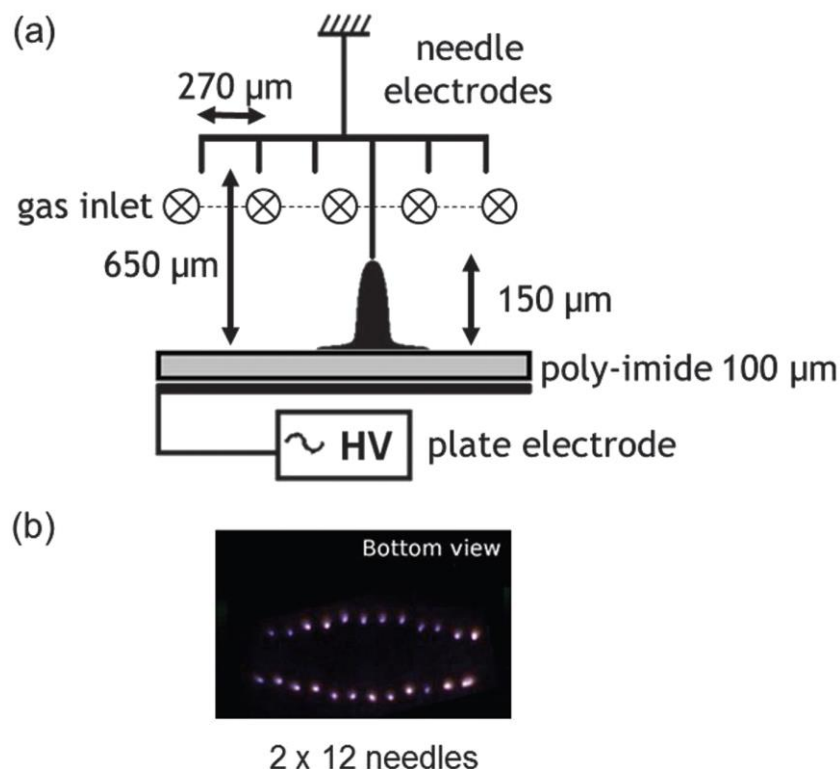 (a)
needle
electrodes
270 µm
gas inlet
650 µm
150 µm
poly-imide 100 µm
HV
plate electrode
(b)
Bottom view
2 x 12 needles